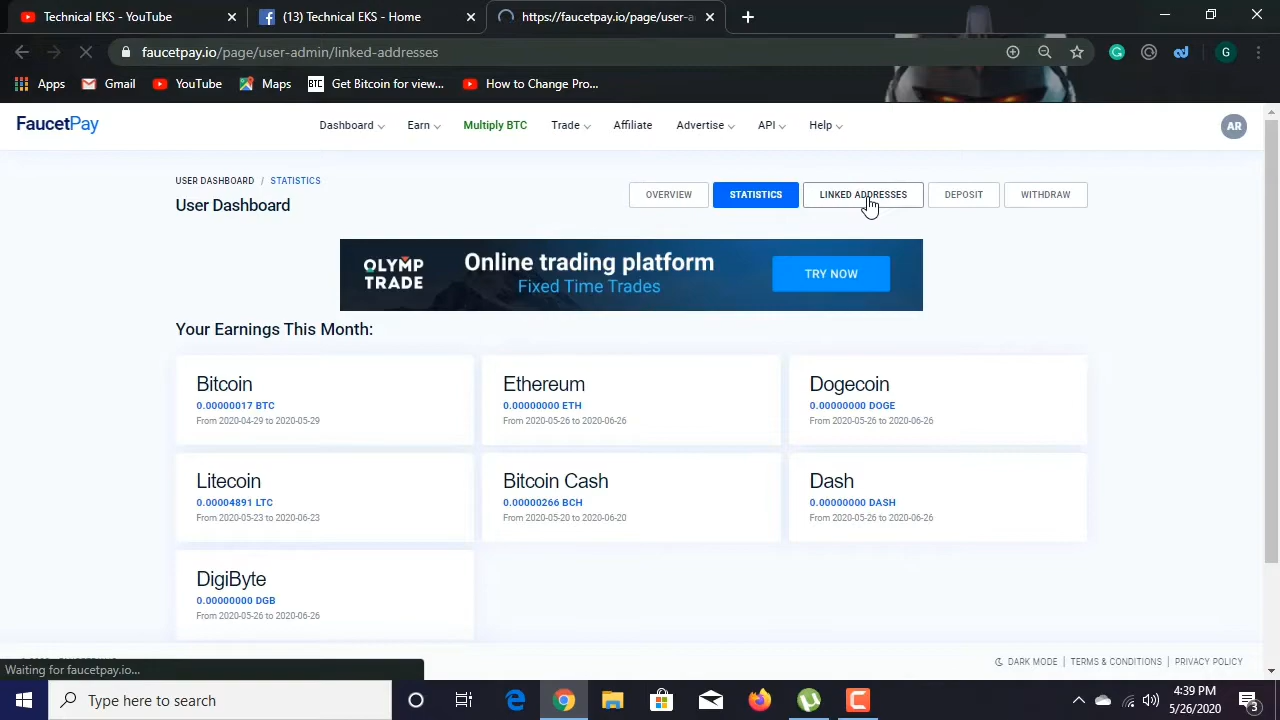 Technical EKS - YouTube
(13) Technical EKS - Home
https://faucetpay.io/page/user-a
faucetpay.io/page/user-admin/linked-addresses
G
Apps
Gmail
YouTube
Maps
BTC Get Bitcoin for view...
How to Change Pro...
FaucetPay
Dashboard
Earn
Multiply BTC
Trade
Affiliate
Advertise
API
Help
AR
USER DASHBOARD / STATISTICS
User Dashboard
OVERVIEW
STATISTICS
LINKED ADDRESSES
DEPOSIT
WITHDRAW
OLYMP
TRADE
Online trading platform
Fixed Time Trades
TRY NOW
Your Earnings This Month:
Bitcoin
0.00000017 BTC
From 2020-04-29 to 2020-05-29
Ethereum
0.00000000 ETH
From 2020-05-26 to 2020-06-26
Dogecoin
0.00000000 DOGE
From 2020-05-26 to 2020-06-26
Litecoin
0.00004891 LTC
From 2020-05-23 to 2020-06-23
Bitcoin Cash
0.00000266 BCH
From 2020-05-20 to 2020-06-20
Dash
0.00000000 DASH
From 2020-05-26 to 2020-06-26
DigiByte
0.00000000 DGB
From 2020-05-26 to 2020-06-26
Waiting for faucetpay.io...
DARK MODE | TERMS & CONDITIONS | PRIVACY POLICY
Type here to search
4:39 PM
5/26/2020
3